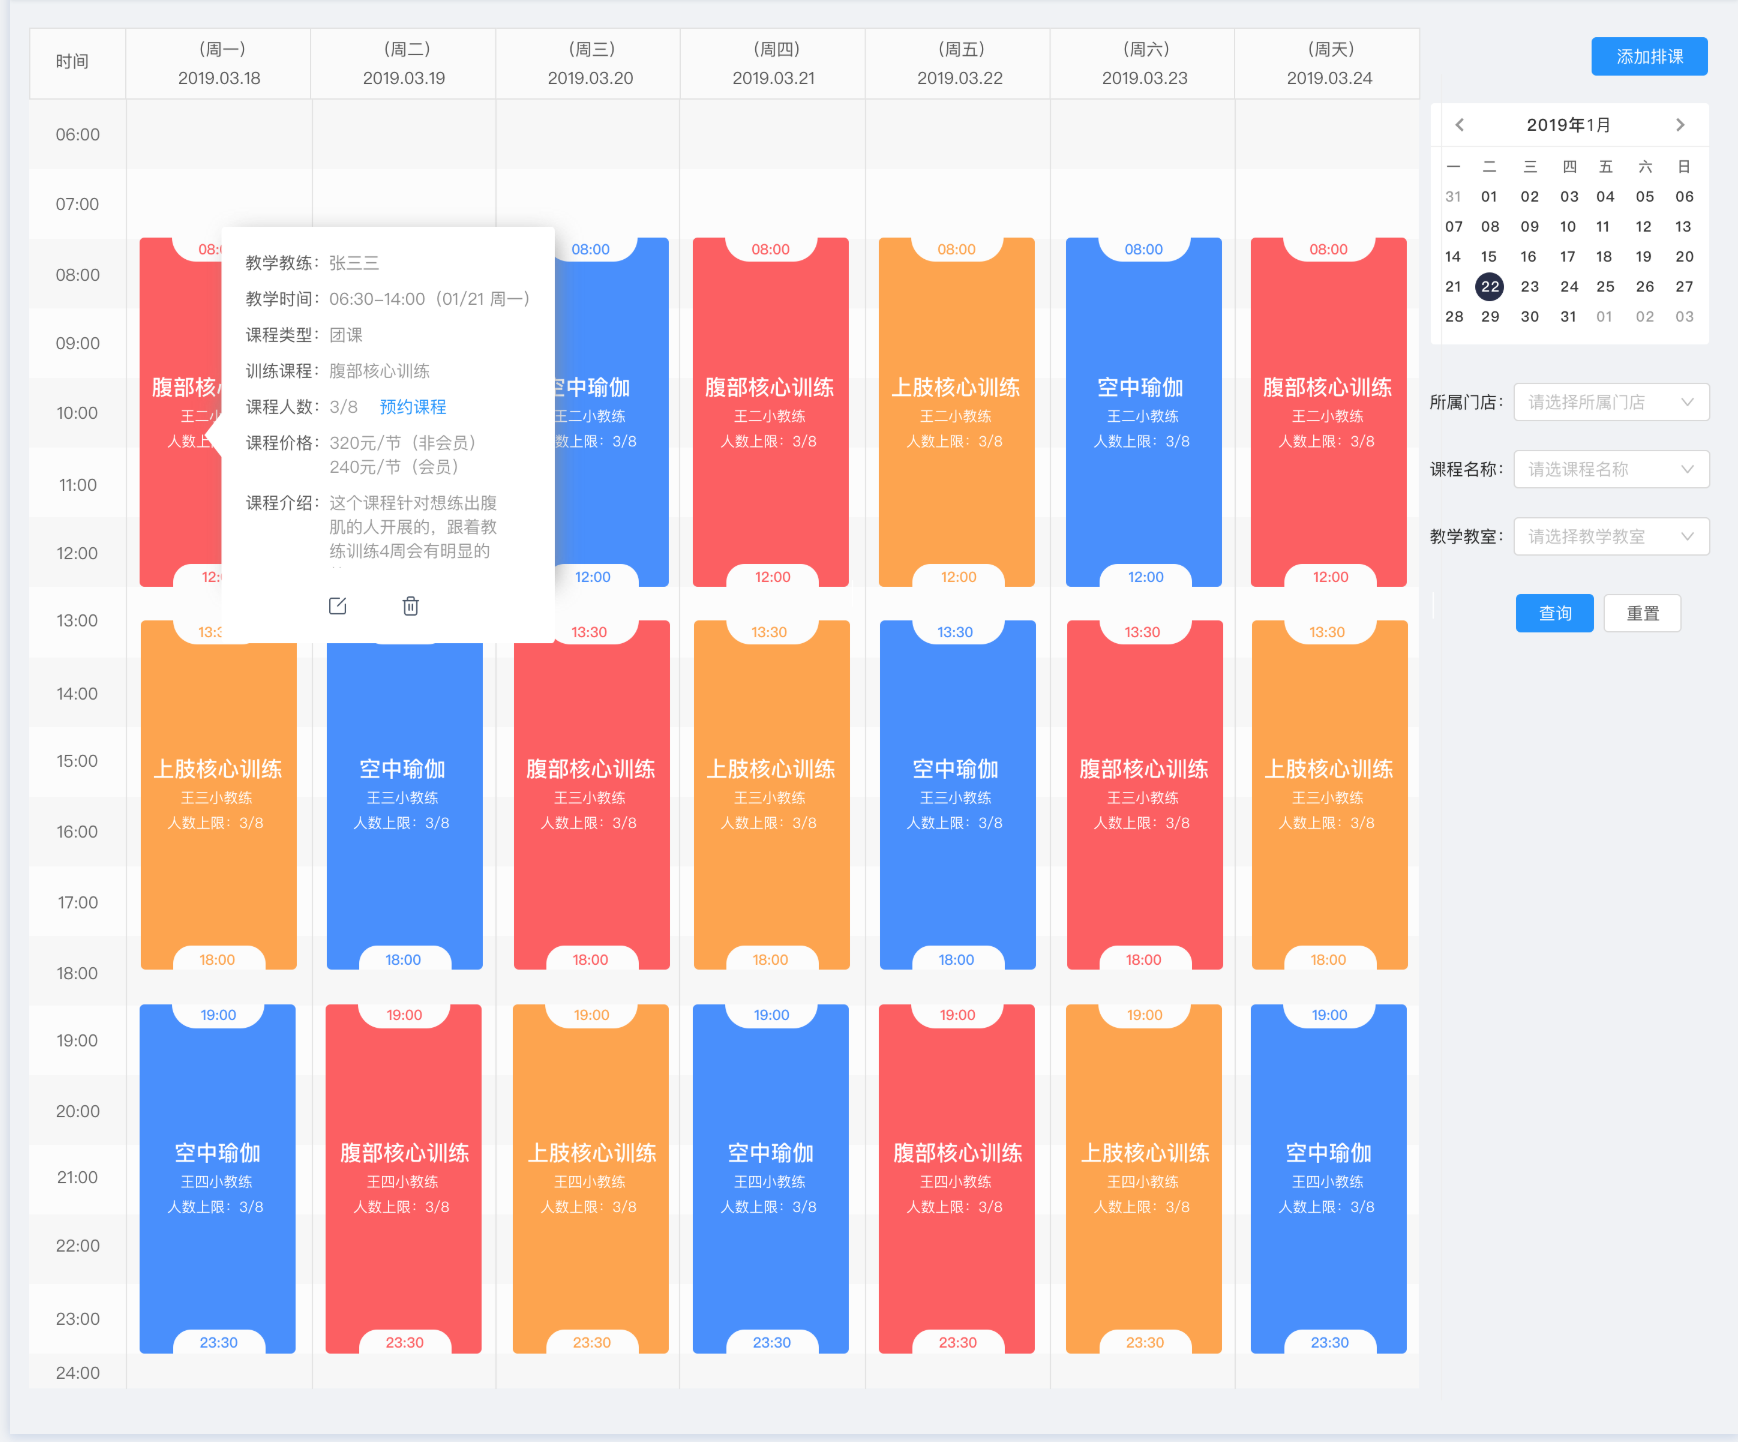 时间
（周一）
2019.03.18
（周二）
2019.03.19
（周三）
2019.03.20
（周四）
2019.03.21
（周五）
2019.03.22
（周六）
2019.03.23
（周天）
2019.03.24
06:00
07:00
08:00
09:00
10:00
11:00
12:00
13:00
14:00
15:00
16:00
17:00
18:00
19:00
20:00
21:00
22:00
23:00
24:00
教学教练：张三三
教学时间：06:30-14:00（01/21 周一）
课程类型：团课
训练课程：腹部核心训练
课程人数：3/8 预约课程
课程价格：320元/节（非会员）
240元/节（会员）
课程介绍：这个课程针对想练出腹
肌的人开展的，跟着教
练训练4周会有明显的
腹部核
王二
人数上
08:00
空中瑜伽
王二小教练
数上限：3/8
12:00
08:00
腹部核心训练
王二小教练
人数上限：3/8
12:00
08:00
上肢核心训练
王二小教练
人数上限：3/8
12:00
08:00
空中瑜伽
王二小教练
人数上限：3/8
12:00
08:00
腹部核心训练
王二小教练
人数上限：3/8
12:00
上肢核心训练
王三小教练
人数上限：3/8
18:00
空中瑜伽
王三小教练
人数上限：3/8
18:00
13:30
腹部核心训练
王三小教练
人数上限：3/8
18:00
13:30
上肢核心训练
王三小教练
人数上限：3/8
18:00
13:30
空中瑜伽
王三小教练
人数上限：3/8
18:00
13:30
腹部核心训练
王三小教练
人数上限：3/8
18:00
13:30
上肢核心训练
王三小教练
人数上限：3/8
18:00
19:00
空中瑜伽
王四小教练
人数上限：3/8
23:30
19:00
腹部核心训练
王四小教练
人数上限：3/8
23:30
19:00
上肢核心训练
王四小教练
人数上限：3/8
23:30
19:00
空中瑜伽
王四小教练
人数上限：3/8
23:30
19:00
腹部核心训练
王四小教练
人数上限：3/8
23:30
19:00
上肢核心训练
王四小教练
人数上限：3/8
23:30
19:00
空中瑜伽
王四小教练
人数上限：3/8
23:30
添加排课
2019年1月
一 二 三 四 五 六 日
31 01 02 03 04 05 06
07 08 09 10 11 12 13
14 15 16 17 18 19 20
21 22 23 24 25 26 27
28 29 30 31 01 02 03
所属门店：请选择所属门店
课程名称：请选课程名称
教学教室：请选择教学教室
查询 重置